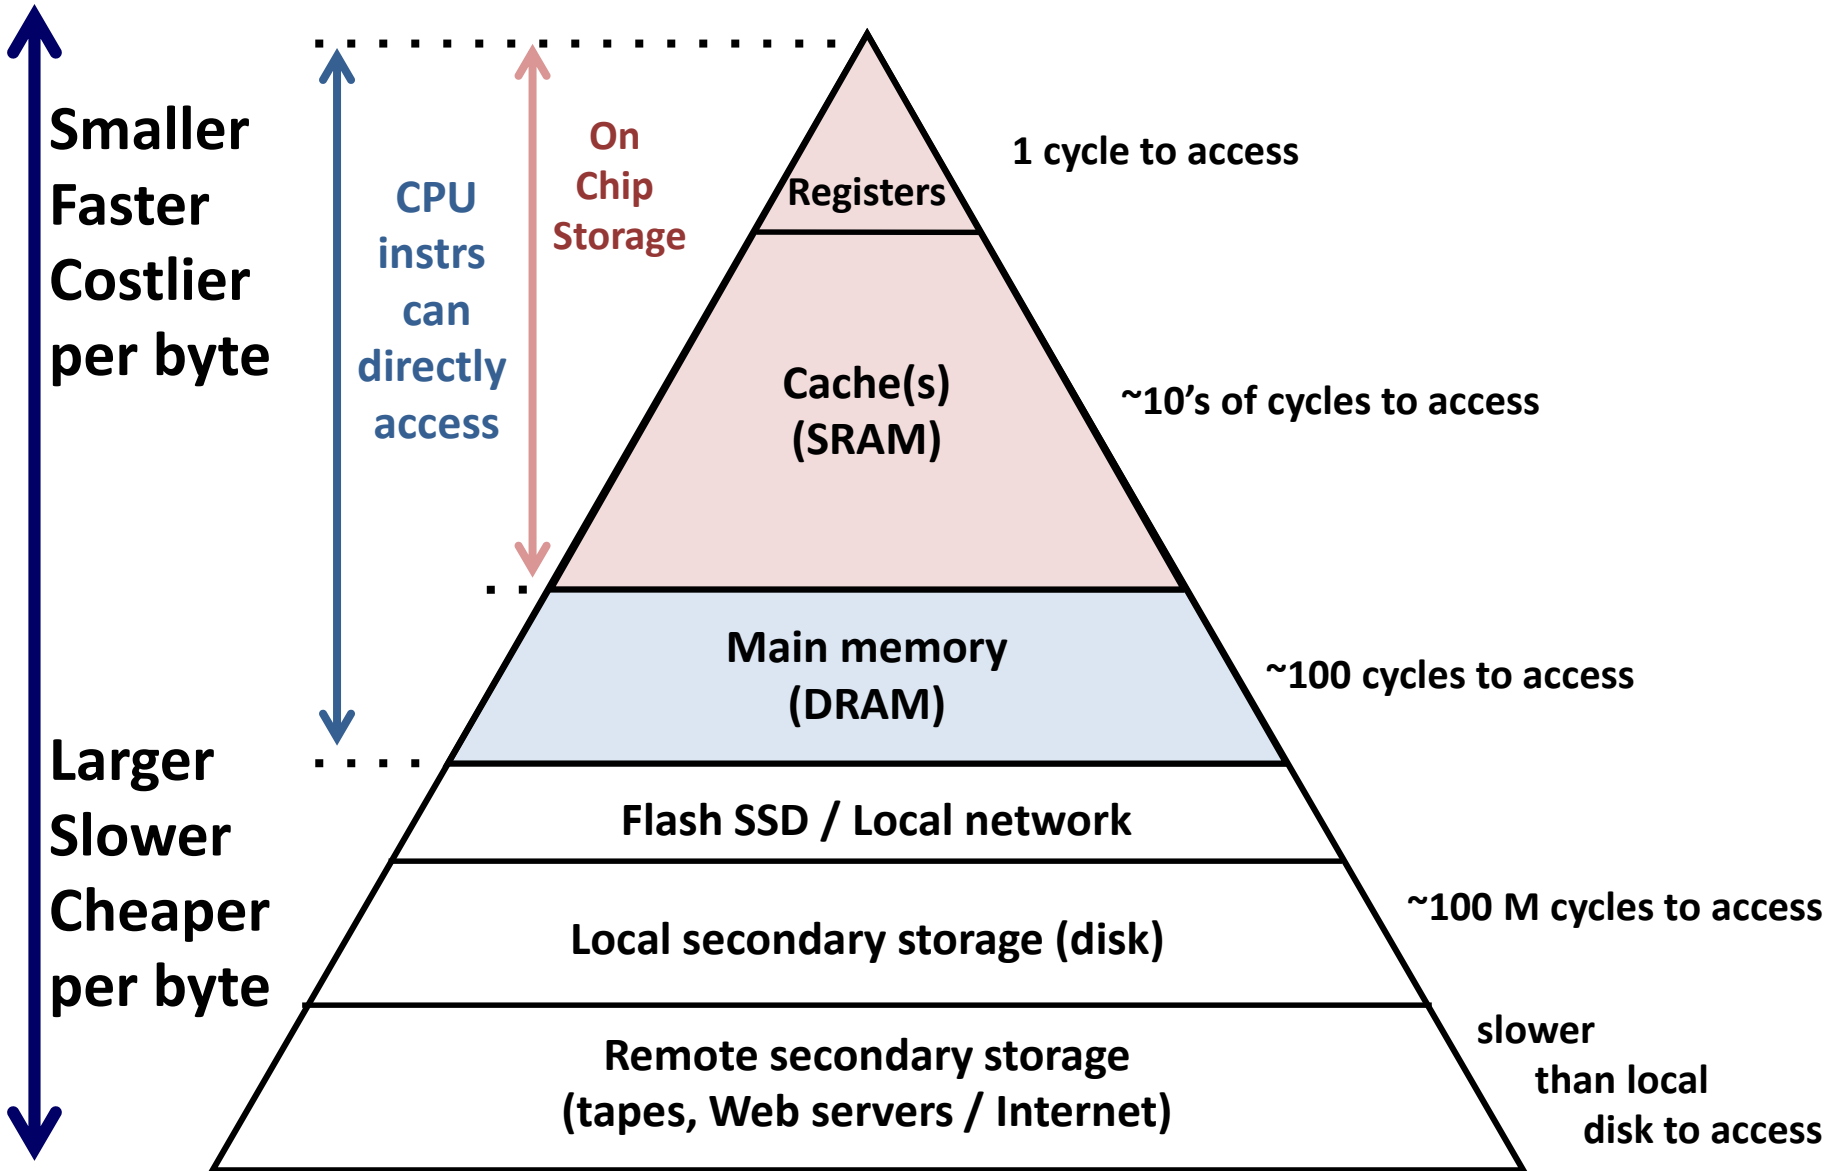 Smaller
Faster
Costlier
per byte
CPU
instrs
can
directly
access
On
Chip
Storage
Registers
1 cycle to access
Cache(s)
(SRAM)
~10’s of cycles to access
Main memory
(DRAM)
~100 cycles to access
Larger
Slower
Cheaper
per byte
Flash SSD / Local network
Local secondary storage (disk)
~100 M cycles to access
Remote secondary storage
(tapes, Web servers / Internet)
slower
than local
disk to access